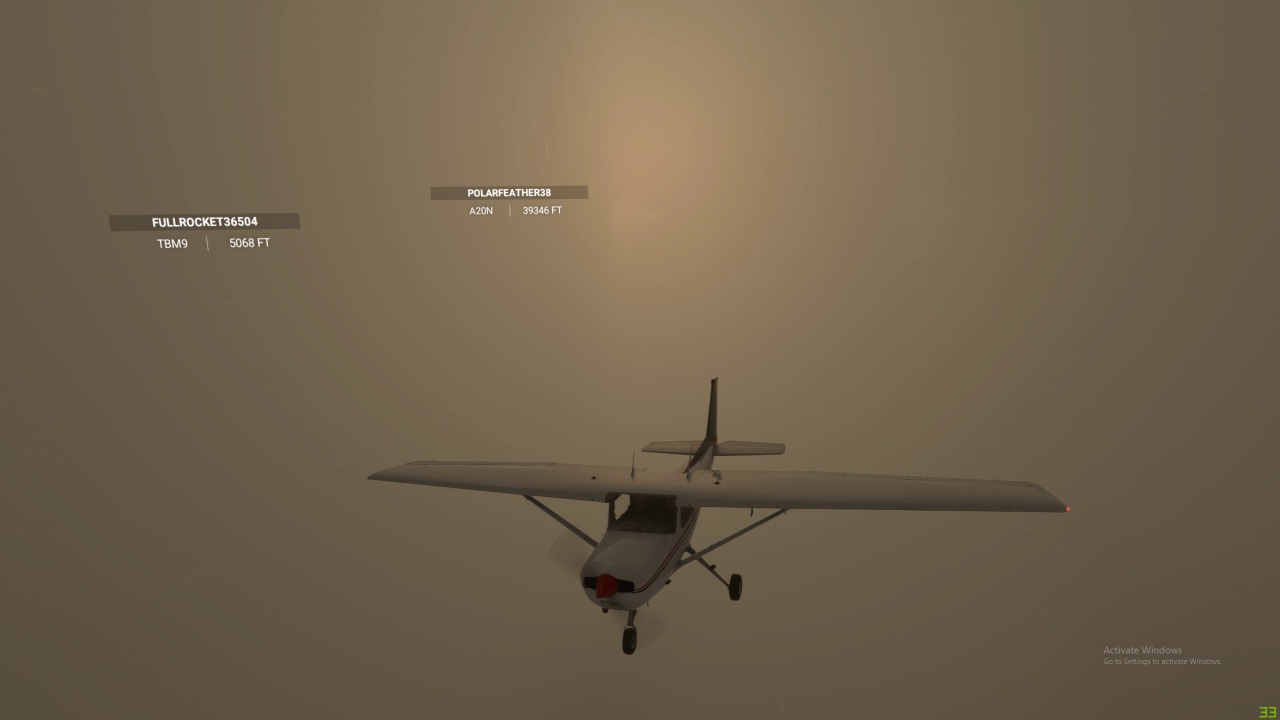 POLARFEATHER38
A20N | 39346 FT
FULLROCKET36504
TBM9 | 5068 FT
Activate Windows
Go to Settings to activate Windows.
33